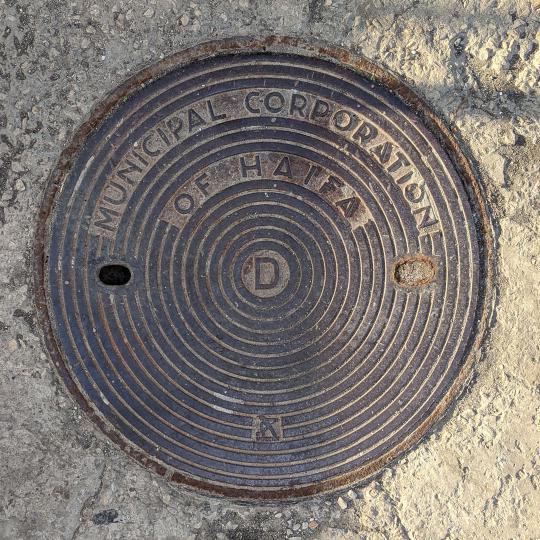 MUNICIPAL CORPORATION
OF HAIFA
D